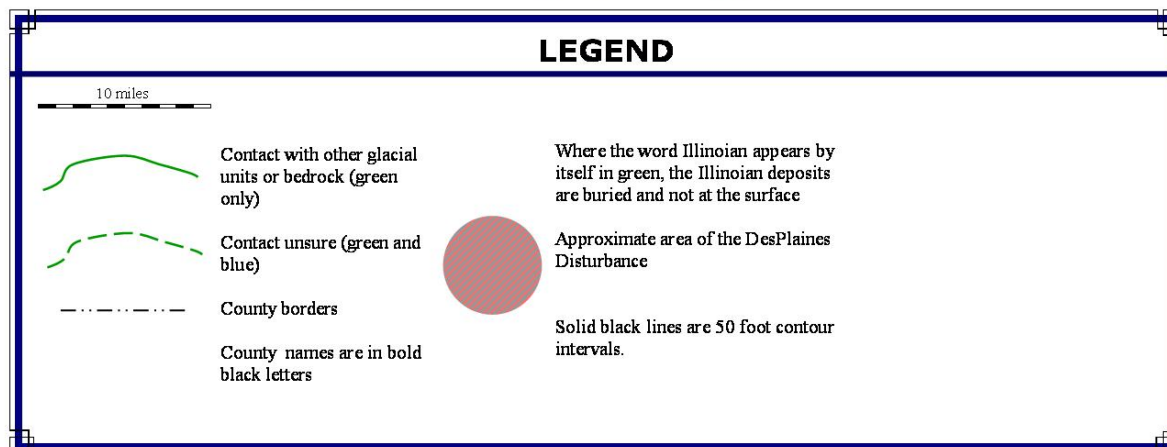 LEGEND
10 miles
Contact with other glacial
units or bedrock (green
only)
Contact unsure (green and
blue)
County borders
County names are in bold
black letters
Where the word Illinoian appears by
itself in green, the Illinoian deposits
are buried and not at the surface
Approximate area of the DesPlaines
Disturbance
Solid black lines are 50 foot contour
intervals.